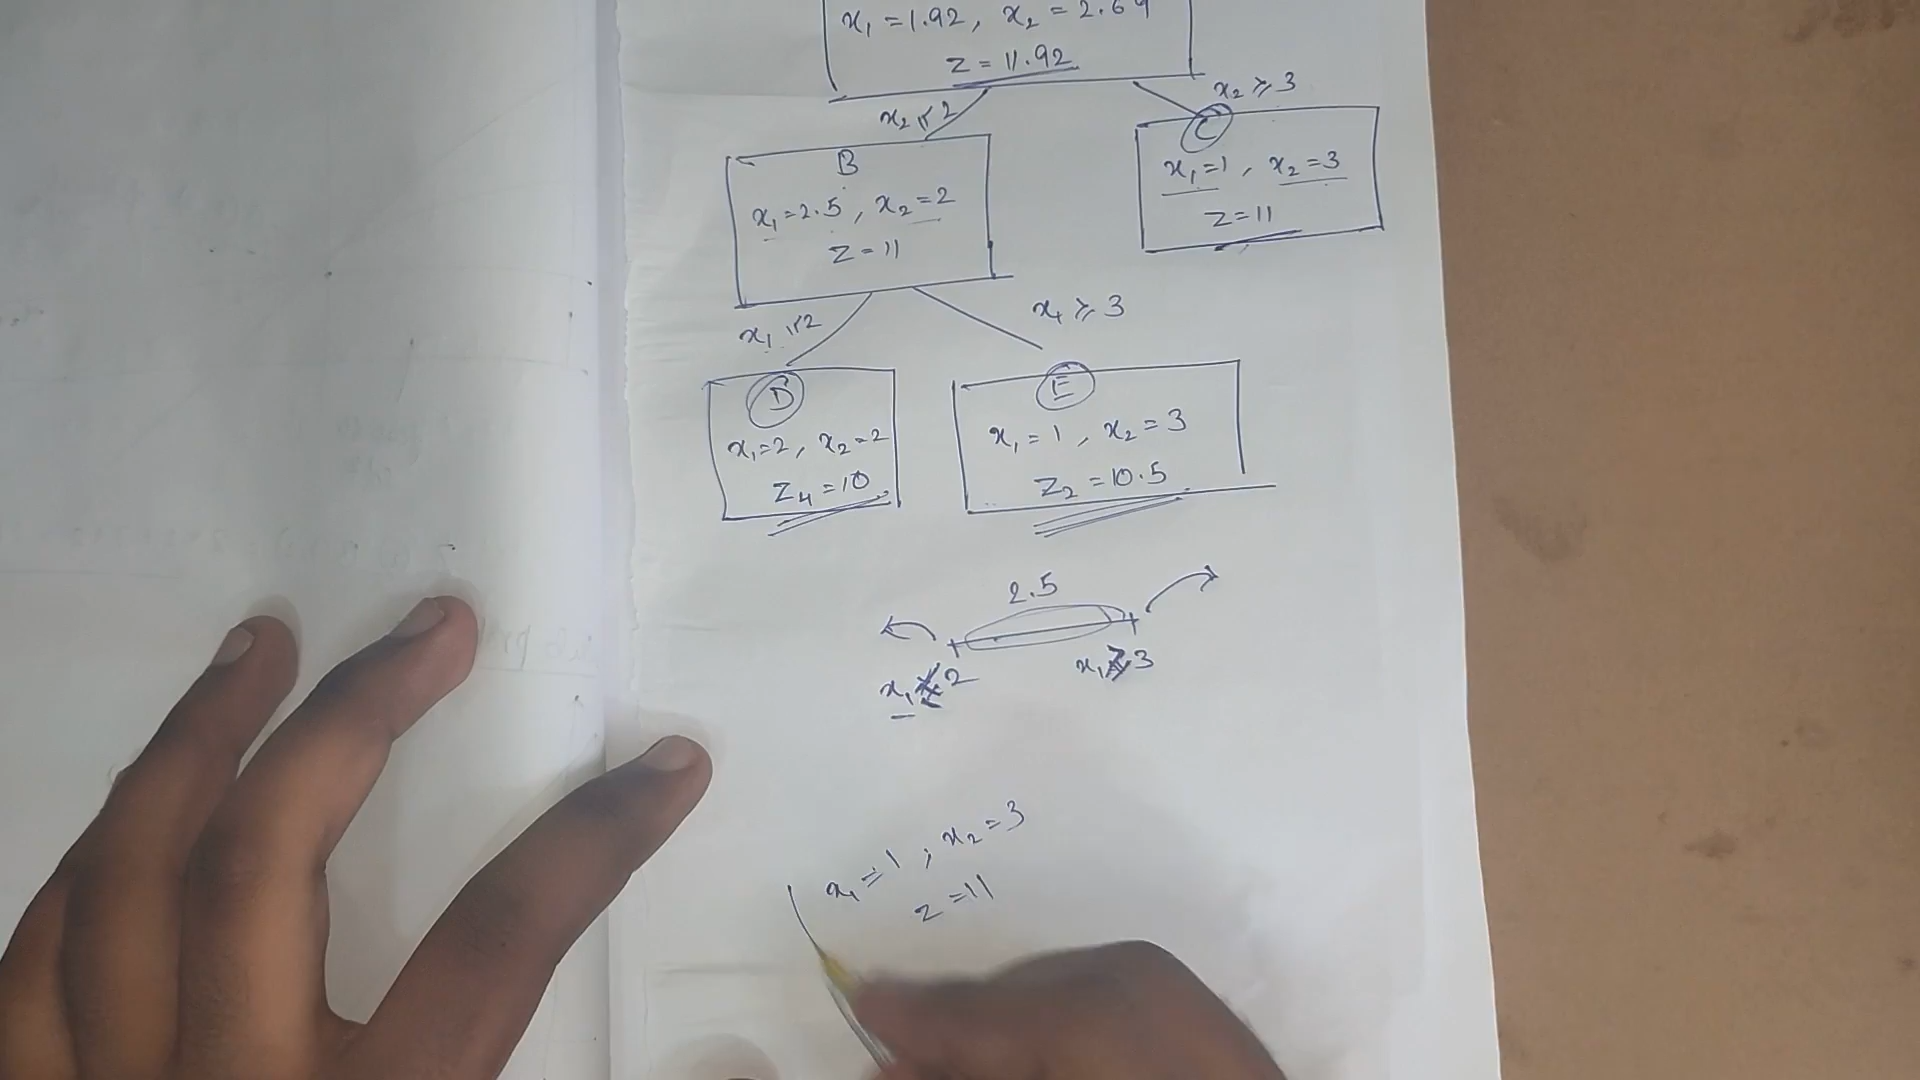 x₁ = 1.92, x₂ = 2.69
Z = 11.92
x₂ ≤ 2
x₂ ≥ 3
B
x₁ = 2.5, x₂ = 2
Z = 11
C
x₁ = 1, x₂ = 3
Z = 11
x₁ ≤ 2
x₁ ≥ 3
D
x₁ = 2, x₂ = 2
Z₄ = 10
E
x₁ = 1, x₂ = 3
Z₂ = 10.5
2.5
x₁ ≤ 2
x₁ ≥ 3
x₁ = 1, x₂ = 3
z = 11